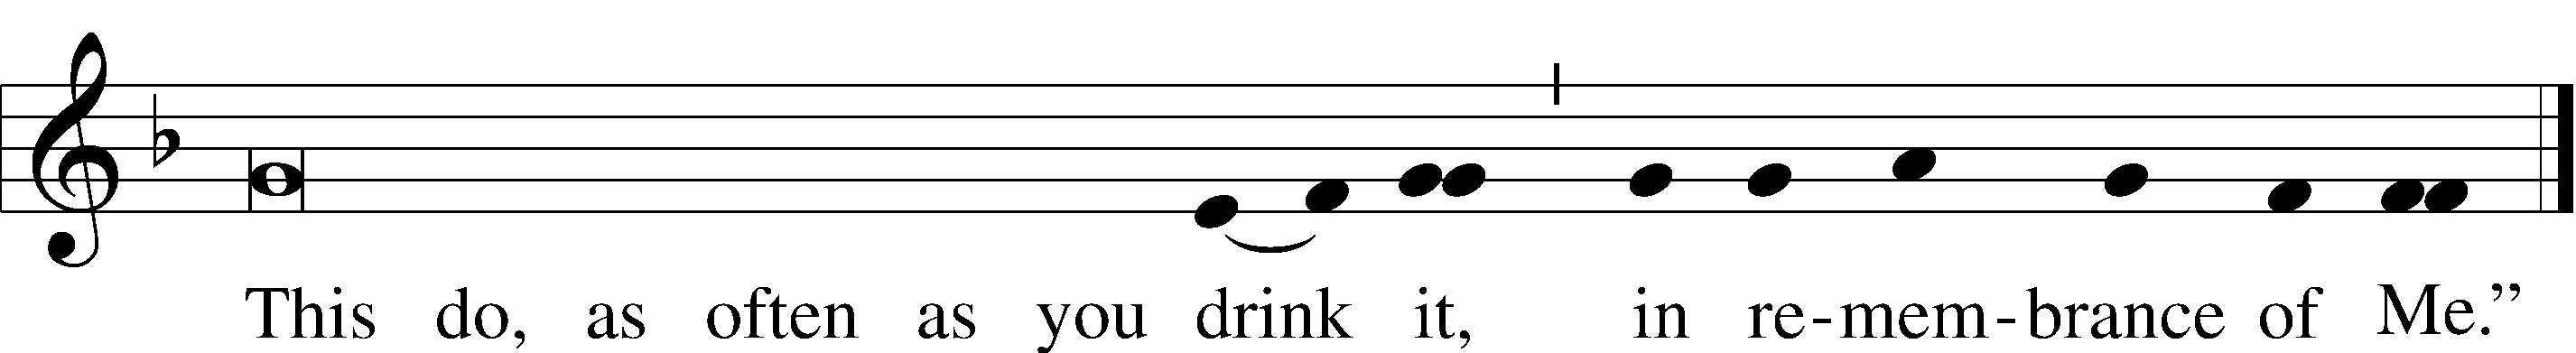 This do, as often as you drink it, in re-mem-brance of Me.”